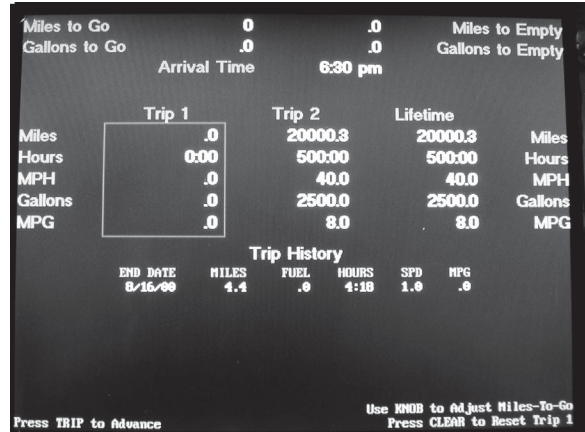 Miles to Go 0 .0 Miles to Empty
Gallons to Go .0 .0 Gallons to Empty
Arrival Time 6:30 pm
Trip 1 Trip 2 Lifetime
Miles .0 20000.3 20000.3 Miles
Hours 0:00 500:00 500:00 Hours
MPH .0 40.0 40.0 MPH
Gallons .0 2500.0 2500.0 Gallons
MPG .0 8.0 8.0 MPG
Trip History
END DATE MILES FUEL HOURS SPD MPG
8/16/00 4.4 .0 4:18 1.0 .0
Use KNOB to Adjust Miles-To-Go
Press TRIP to Advance Press CLEAR to Reset Trip 1